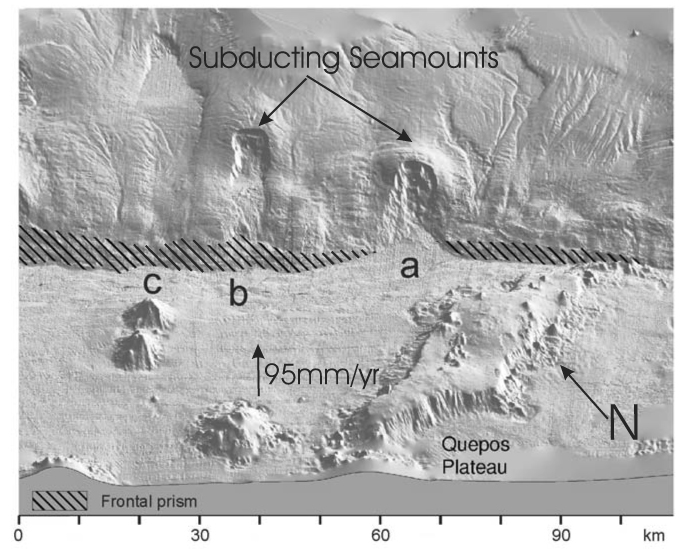 Subducting Seamounts
c
b
a
95mm/yr
N
Quepos
Plateau
Frontal prism
0 30 60 90 km